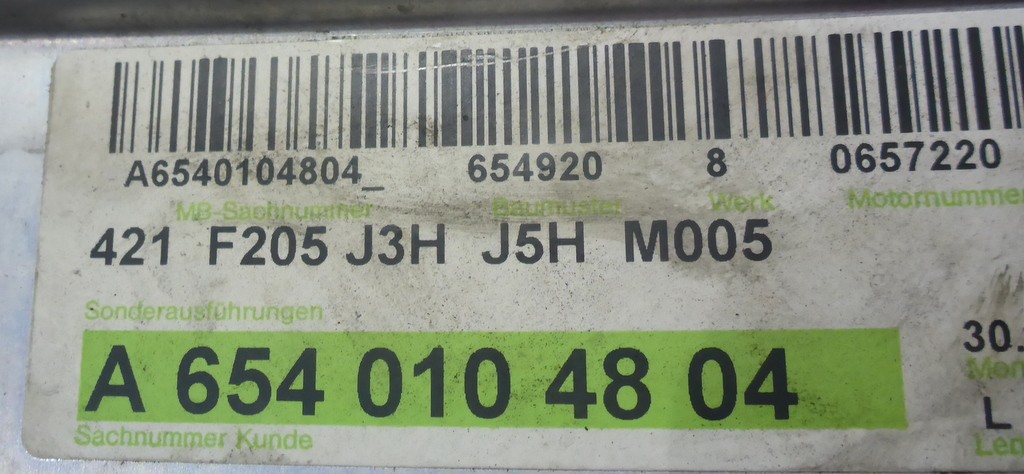 A6540104804_ 654920 8 0657220
MB-Sachnummer Baumuster Werk Motornummer
421 F205 J3H J5H M005
Sonderausführungen
A 654 010 48 04 30.
Sachnummer Kunde L